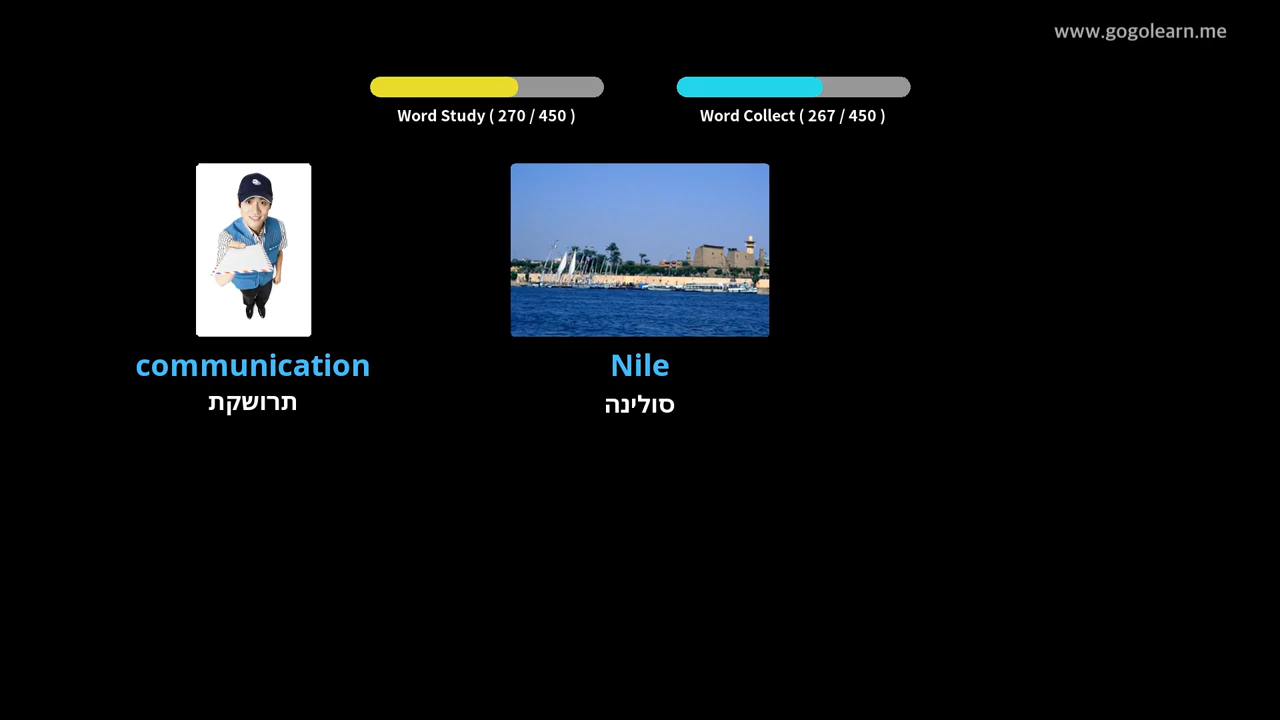 www.gogolearn.me
Word Study ( 270 / 450 )
Word Collect ( 267 / 450 )
communication
תרושקת
Nile
סולינה